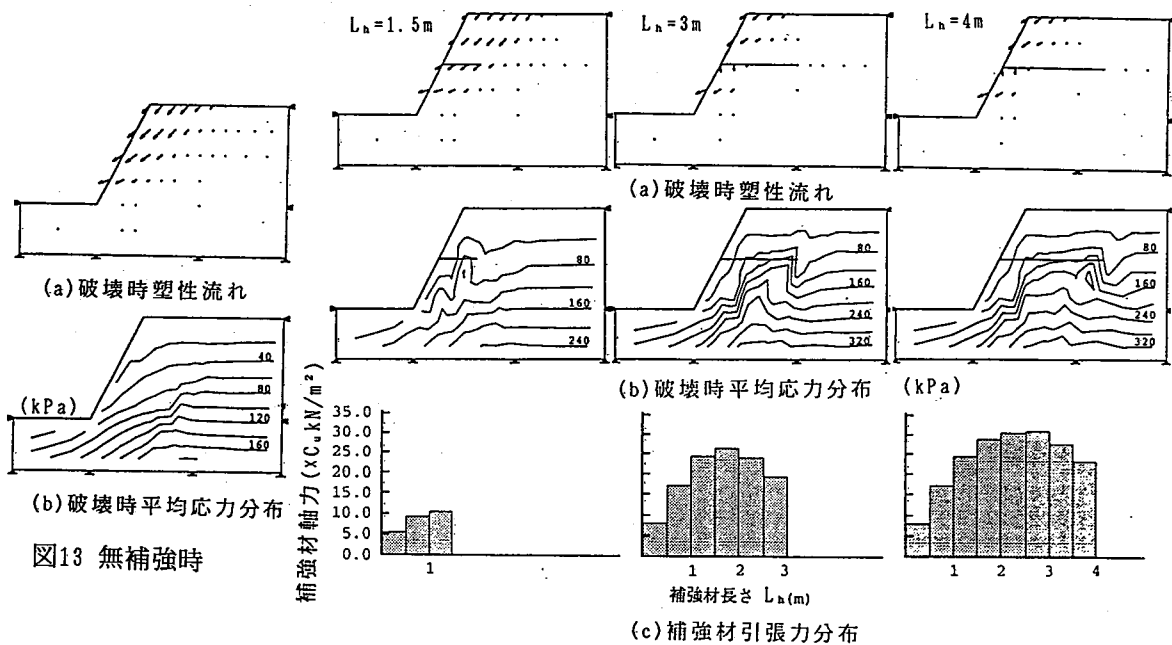 (a)破壊時塑性流れ
40
80
120
160
(kPa)
(b)破壊時平均応力分布
図13 無補強時
Lh=1.5m
Lh=3m
Lh=4m
(a)破壊時塑性流れ
80
160
240
80
160
240
320
80
160
240
320
(b)破壊時平均応力分布
(kPa)
補強材軸力(×CukN/m²)
35.0
30.0
25.0
20.0
15.0
10.0
5.0
0.0
1
1 2 3
1 2 3 4
補強材長さ Lh(m)
(c)補強材引張力分布